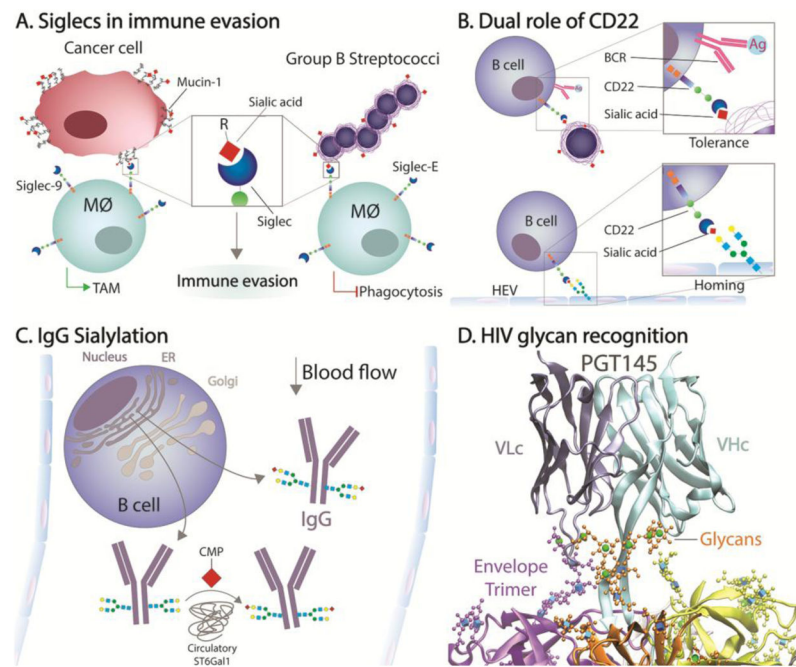 A. Siglecs in immune evasion
Cancer cell
Mucin-1
Group B Streptococci
R
Sialic acid
Siglec-9
Siglec-E
MØ
Siglec
MØ
TAM
Immune evasion
Phagocytosis
B. Dual role of CD22
B cell
Ag
BCR
CD22
Sialic acid
Tolerance
B cell
CD22
Sialic acid
HEV
Homing
C. IgG Sialylation
Nucleus
ER
Golgi
Blood flow
B cell
IgG
CMP
Circulatory
ST6Gal1
D. HIV glycan recognition
PGT145
VLc
VHc
Glycans
Envelope
Trimer